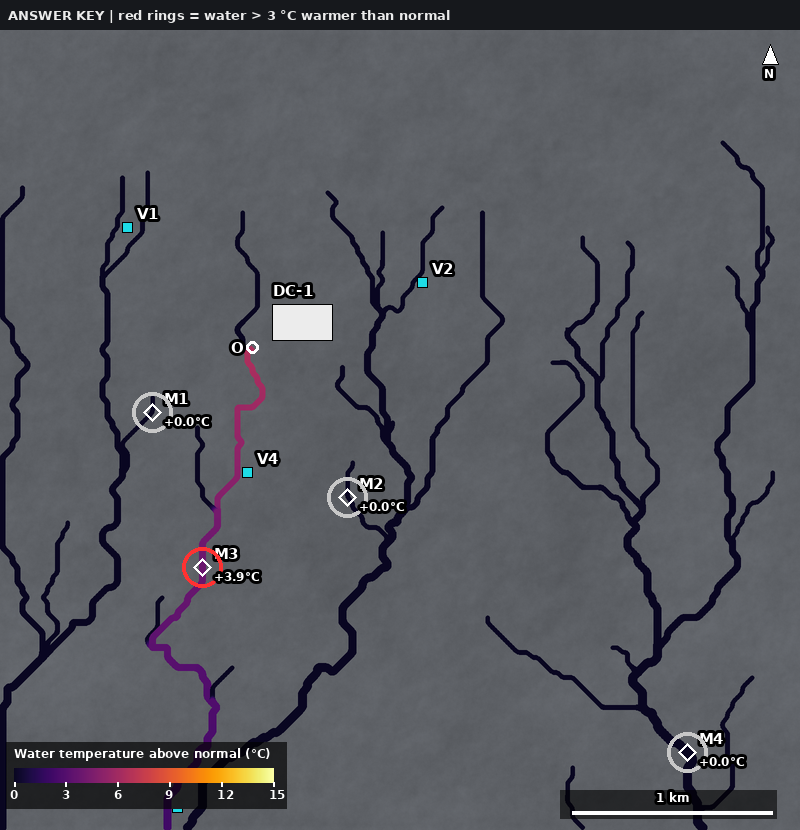 ANSWER KEY | red rings = water > 3 °C warmer than normal
N
V1
V2
DC-1
O
M1
+0.0°C
V4
M2
+0.0°C
M3
+3.9°C
M4
+0.0°C
Water temperature above normal (°C)
0 3 6 9 12 15
1 km